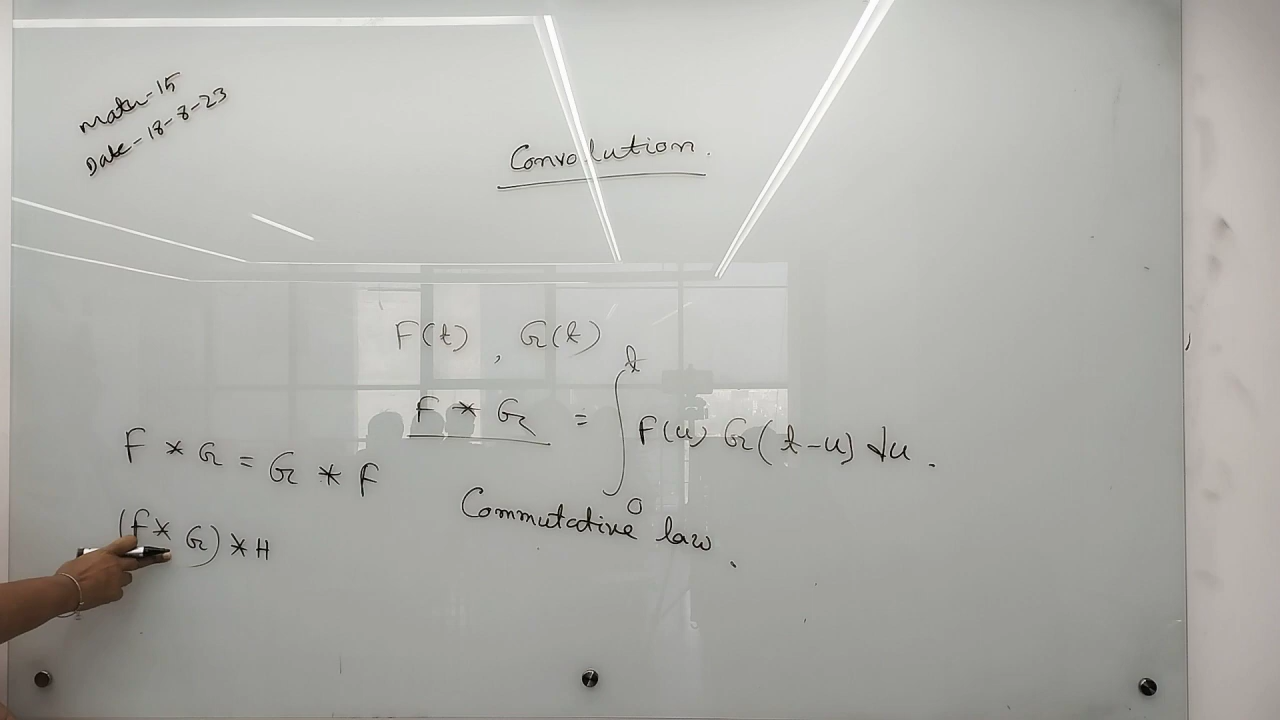 Math-15
Date-18-8-23
Convolution.
F(t) , G(t)
F * G = ∫₀ᵗ F(u) G(t-u) du.
F * G = G * F
Commutative law.
(F * G) * H